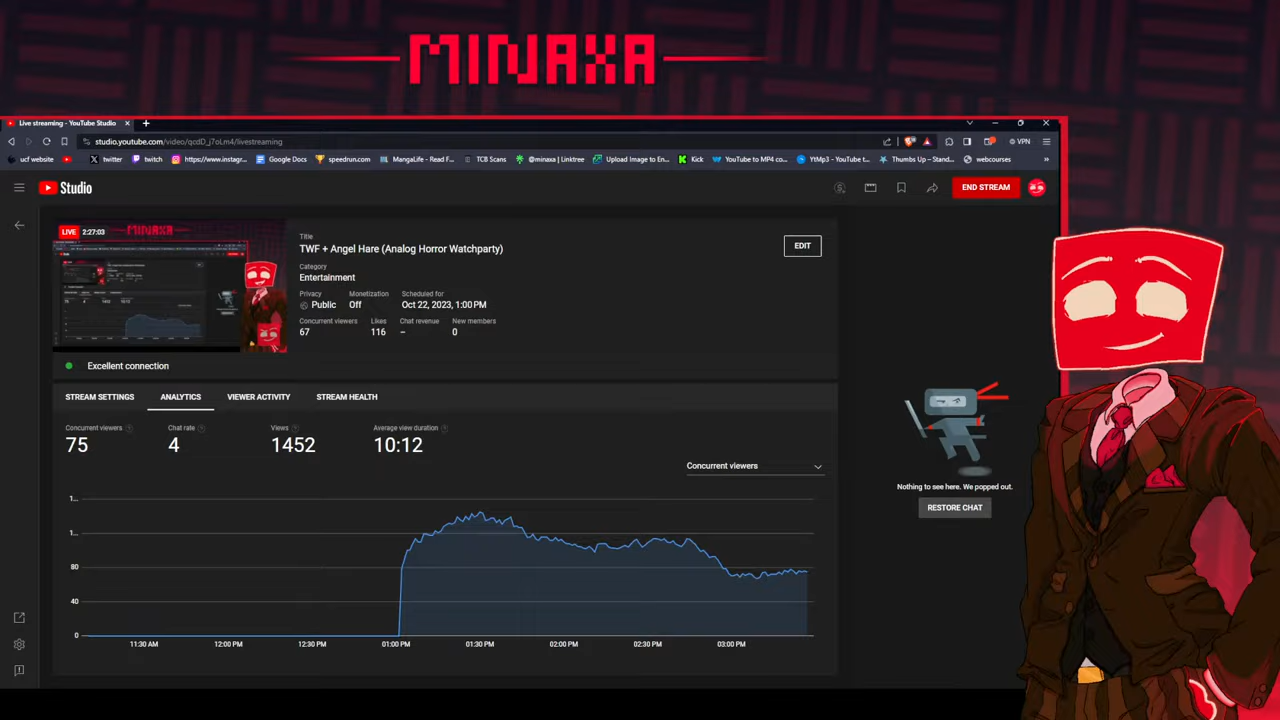 MINAXA
Live streaming - YouTube Studio
studio.youtube.com/video/qcdD_j7oLm4/livestreaming
VPN
ucf website
twitter
twitch
https://www.instagr...
Google Docs
speedrun.com
MangaLife - Read F...
TCB Scans
@minaxa | Linktree
Upload Image to En...
Kick
YouTube to MP4 co...
YtMp3 - YouTube t...
Thumbs Up – Stand...
webcourses
»
Studio
END STREAM
LIVE 2:27:03
MINAXA
Title
TWF + Angel Hare (Analog Horror Watchparty)
EDIT
Category
Entertainment
Privacy Monetization Scheduled for
Public Off Oct 22, 2023, 1:00 PM
Concurrent viewers Likes Chat revenue New members
67 116 – 0
Excellent connection
STREAM SETTINGS ANALYTICS VIEWER ACTIVITY STREAM HEALTH
Concurrent viewers Chat rate Views Average view duration
75 4 1452 10:12
Concurrent viewers
1...
1...
80
40
0
11:30 AM 12:00 PM 12:30 PM 01:00 PM 01:30 PM 02:00 PM 02:30 PM 03:00 PM
Nothing to see here. We popped out.
RESTORE CHAT